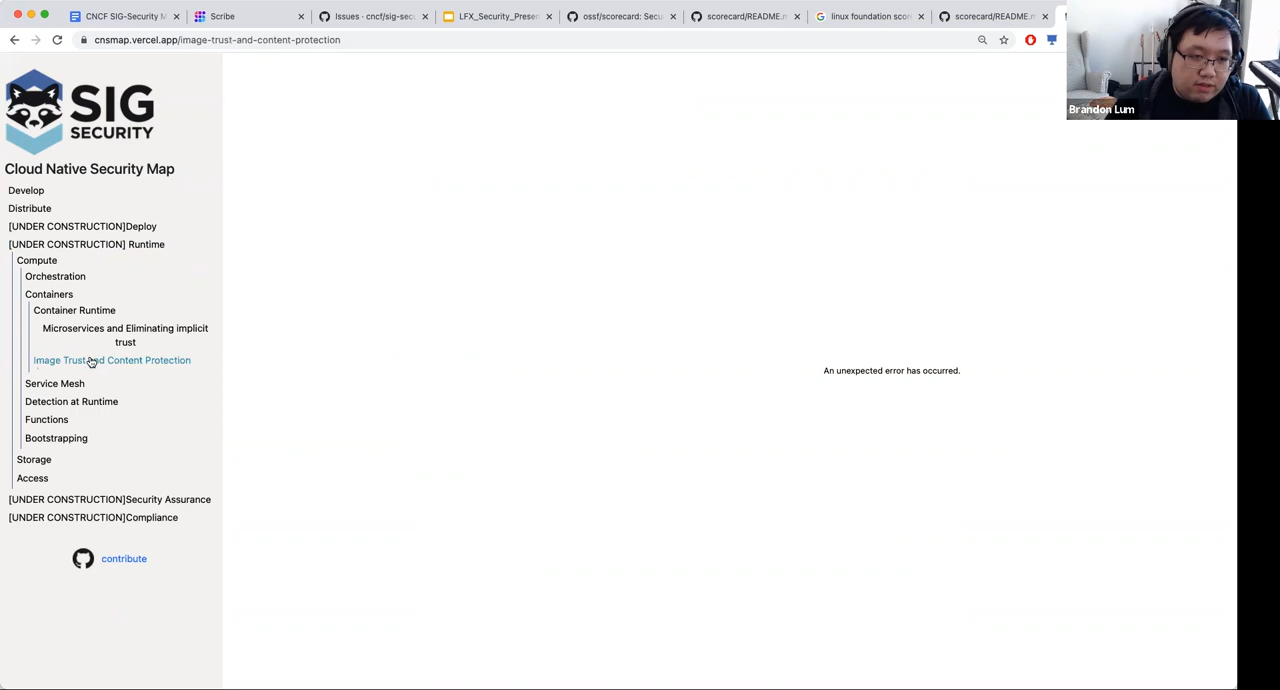 CNCF SIG-Security M
Scribe
Issues · cncf/sig-secu
LFX_Security_Presen
ossf/scorecard: Secu
scorecard/README.m
linux foundation scor
scorecard/README.m
cnsmap.vercel.app/image-trust-and-content-protection
Brandon Lum
SIG
SECURITY
Cloud Native Security Map
Develop
Distribute
[UNDER CONSTRUCTION]Deploy
[UNDER CONSTRUCTION] Runtime
Compute
Orchestration
Containers
Container Runtime
Microservices and Eliminating implicit
trust
Image Trust and Content Protection
An unexpected error has occurred.
Service Mesh
Detection at Runtime
Functions
Bootstrapping
Storage
Access
[UNDER CONSTRUCTION]Security Assurance
[UNDER CONSTRUCTION]Compliance
contribute